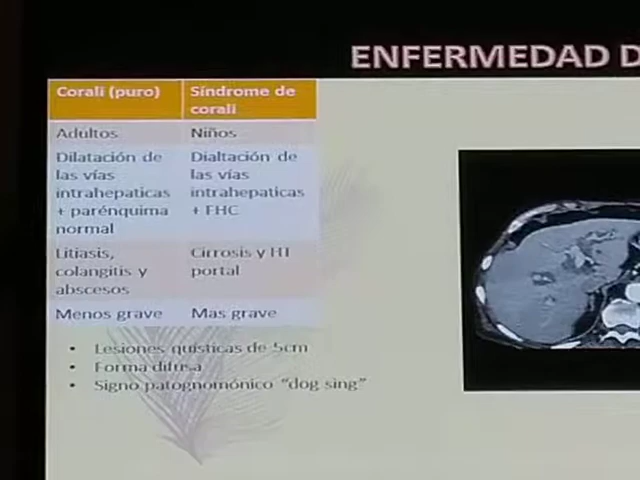 ENFERMEDAD D
Corali (puro)
Síndrome de
corali
Adultos
Niños
Dilatación de
las vías
intrahepaticas
+ parénquima
normal
Dialtación de
las vías
intrahepaticas
+ FHC
Litiasis,
colangitis y
abscesos
Cirrosis y HT
portal
Menos grave
Mas grave
• Lesiones quísticas de 5cm
• Forma difusa
• Signo patognomónico “dog sing”